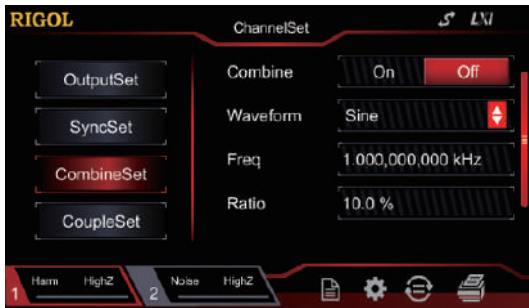 RIGOL
ChannelSet
LXI
OutputSet
SyncSet
CombineSet
CoupleSet
Combine On Off
Waveform Sine
Freq 1.000,000,000 kHz
Ratio 10.0 %
1 Harm HighZ
2 Noise HighZ